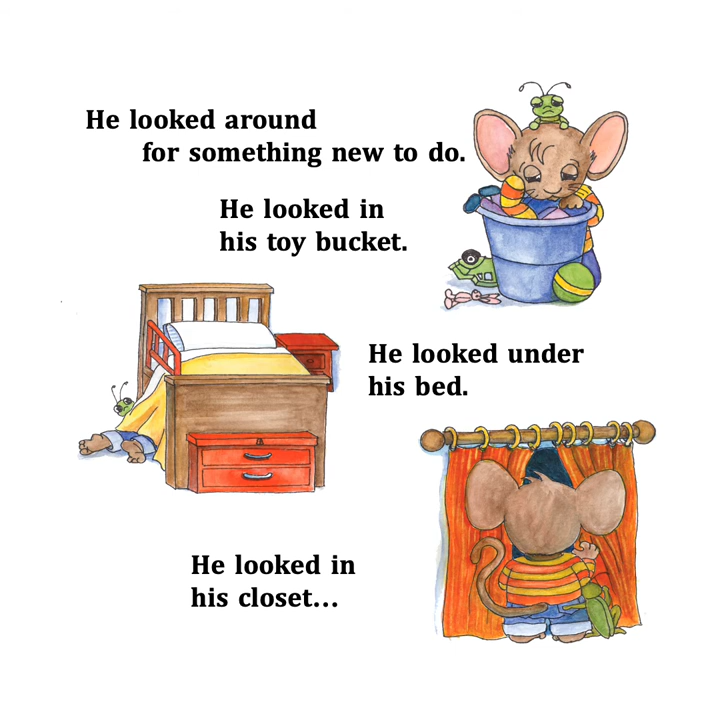 He looked around
for something new to do.
He looked in
his toy bucket.
He looked under
his bed.
He looked in
his closet...